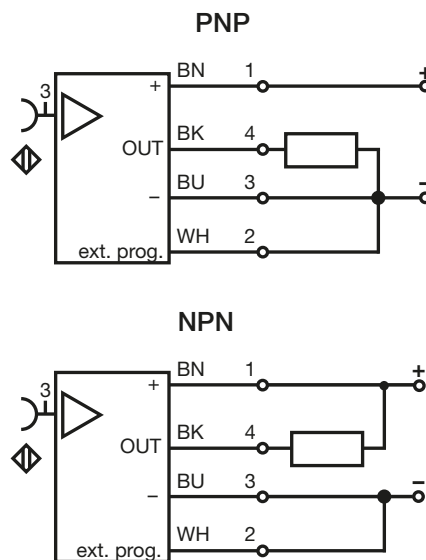 PNP
BN 1
+ +
3
BK 4
OUT
BU 3
– –
WH 2
ext. prog.
NPN
BN 1
+ +
3
BK 4
OUT
BU 3
– –
WH 2
ext. prog.